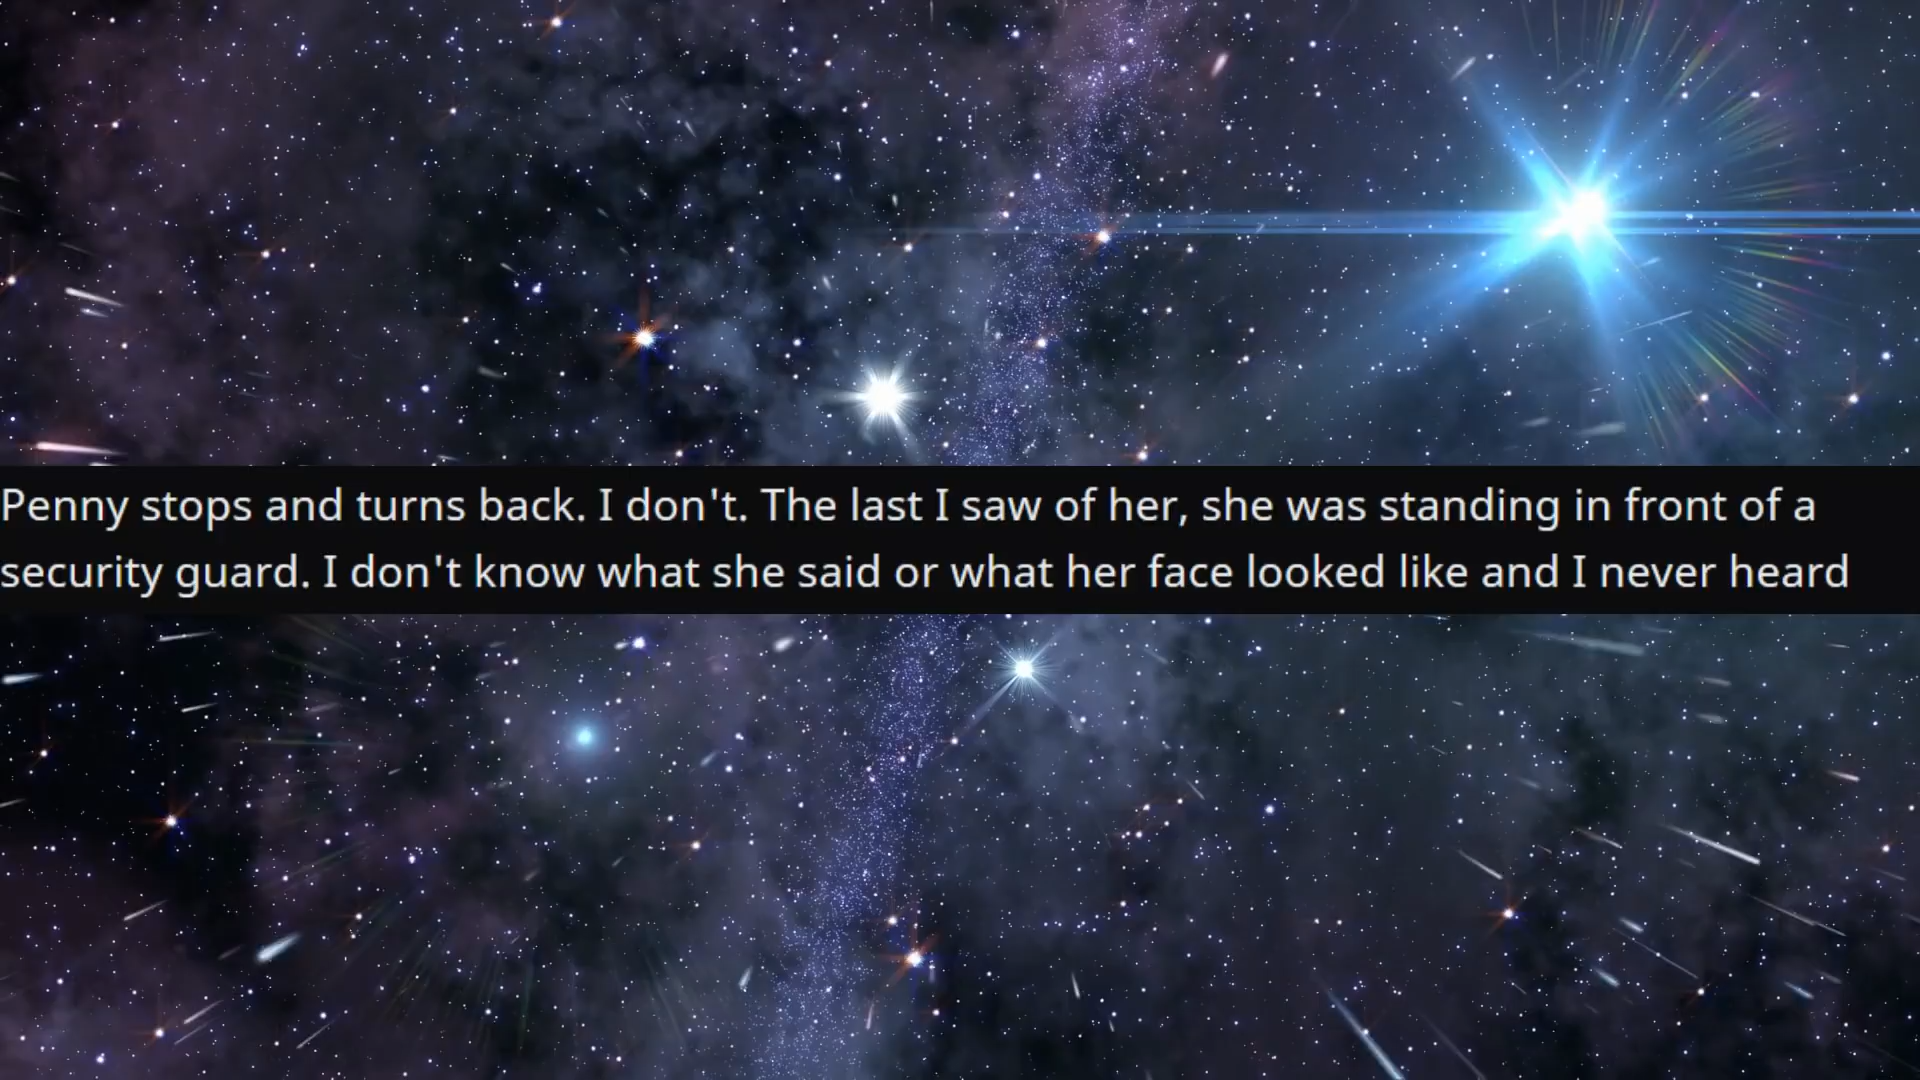 Penny stops and turns back. I don't. The last I saw of her, she was standing in front of a
security guard. I don't know what she said or what her face looked like and I never heard